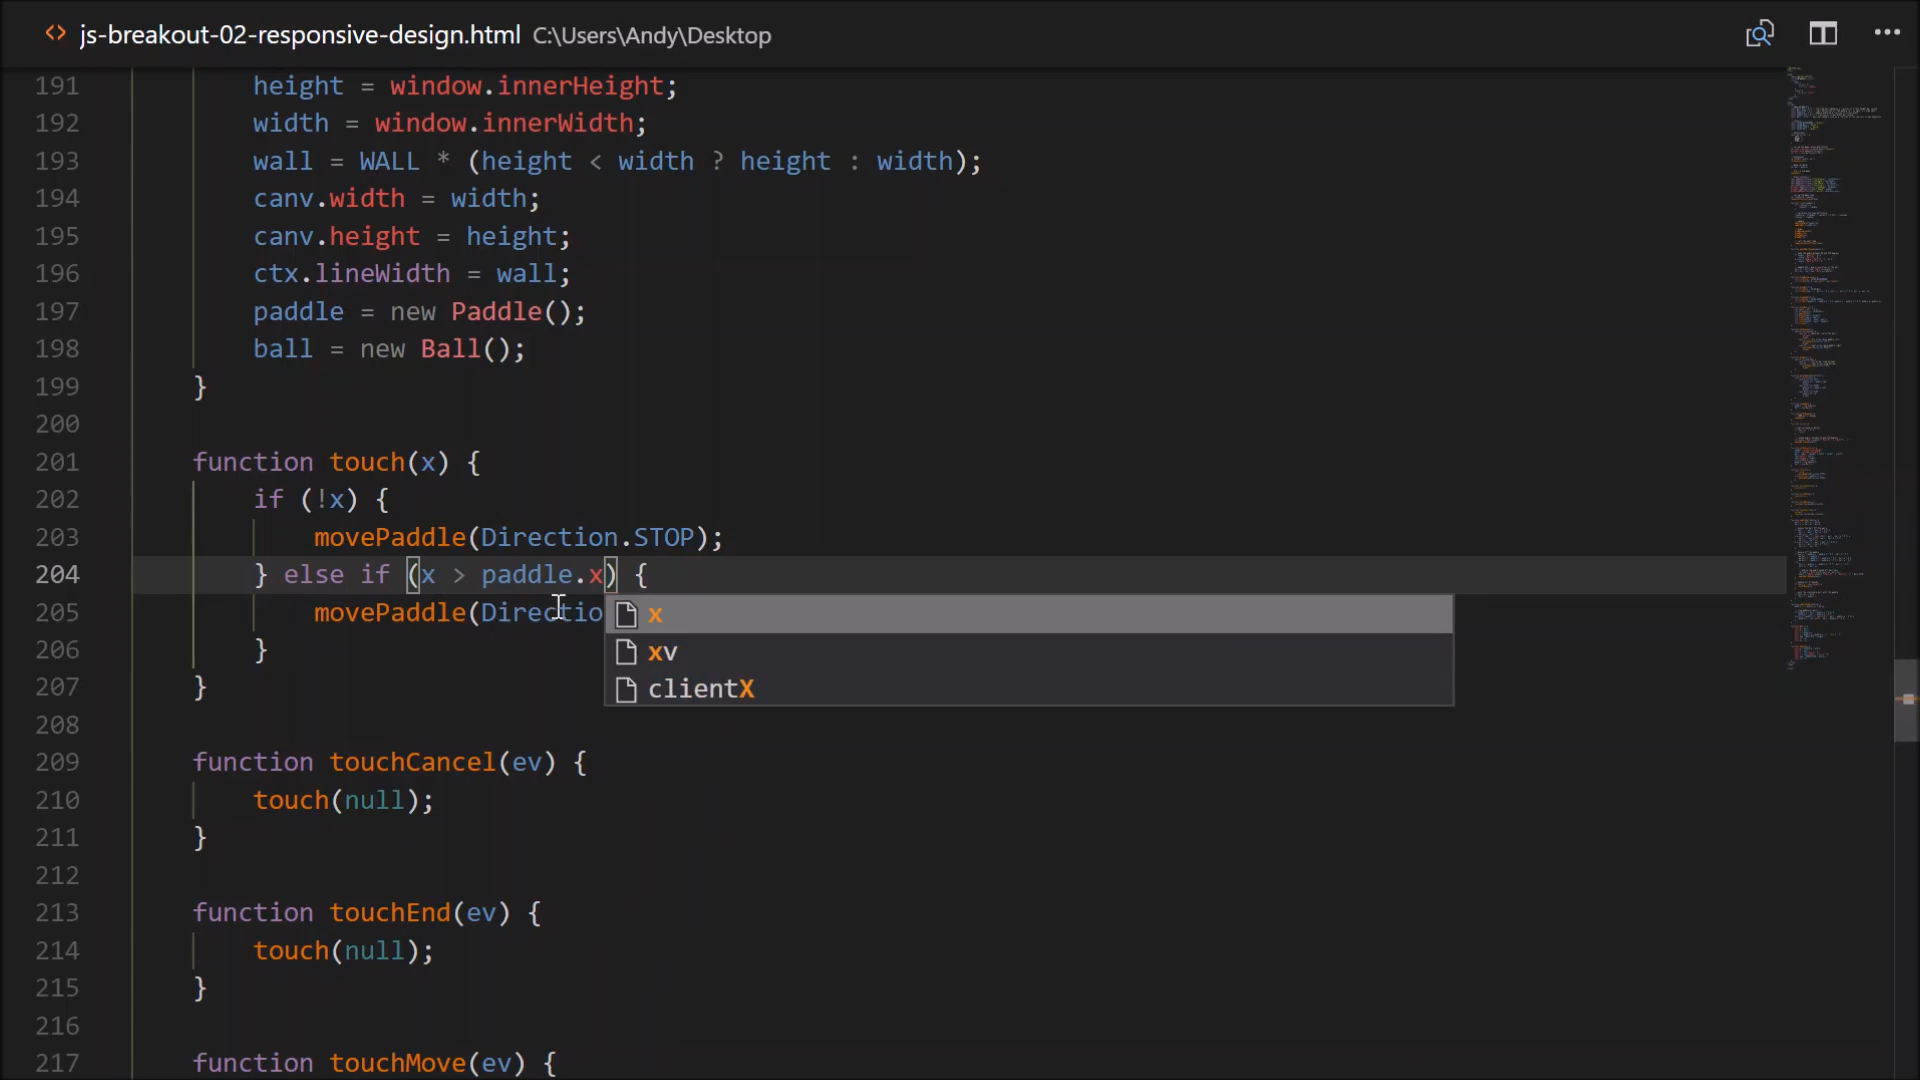 js-breakout-02-responsive-design.html C:\Users\Andy\Desktop
191 height = window.innerHeight;
192 width = window.innerWidth;
193 wall = WALL * (height < width ? height : width);
194 canv.width = width;
195 canv.height = height;
196 ctx.lineWidth = wall;
197 paddle = new Paddle();
198 ball = new Ball();
199 }
200
201 function touch(x) {
202 if (!x) {
203 movePaddle(Direction.STOP);
204 } else if (x > paddle.x) {
205 movePaddle(Directio
x
206 }
xv
207 }
clientX
208
209 function touchCancel(ev) {
210 touch(null);
211 }
212
213 function touchEnd(ev) {
214 touch(null);
215 }
216
217 function touchMove(ev) {